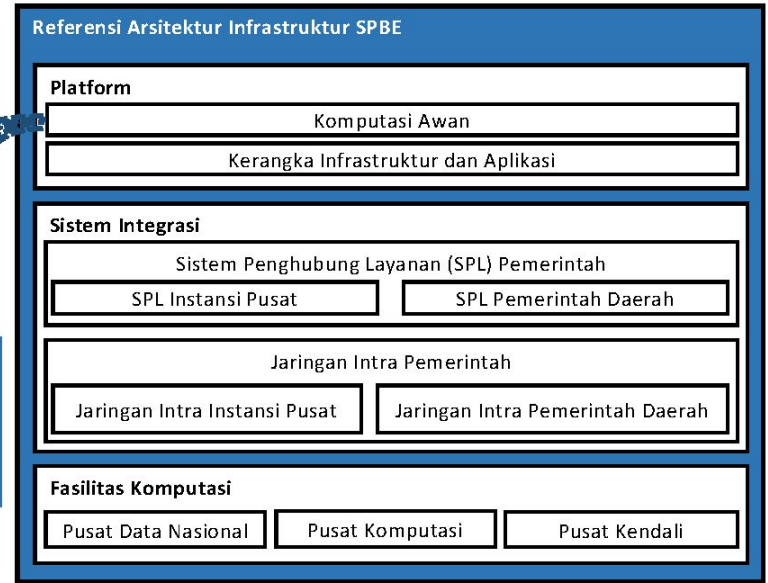 Referensi Arsitektur Infrastruktur SPBE
Platform
Komputasi Awan
Kerangka Infrastruktur dan Aplikasi
Sistem Integrasi
Sistem Penghubung Layanan (SPL) Pemerintah
SPL Instansi Pusat
SPL Pemerintah Daerah
Jaringan Intra Pemerintah
Jaringan Intra Instansi Pusat
Jaringan Intra Pemerintah Daerah
Fasilitas Komputasi
Pusat Data Nasional
Pusat Komputasi
Pusat Kendali